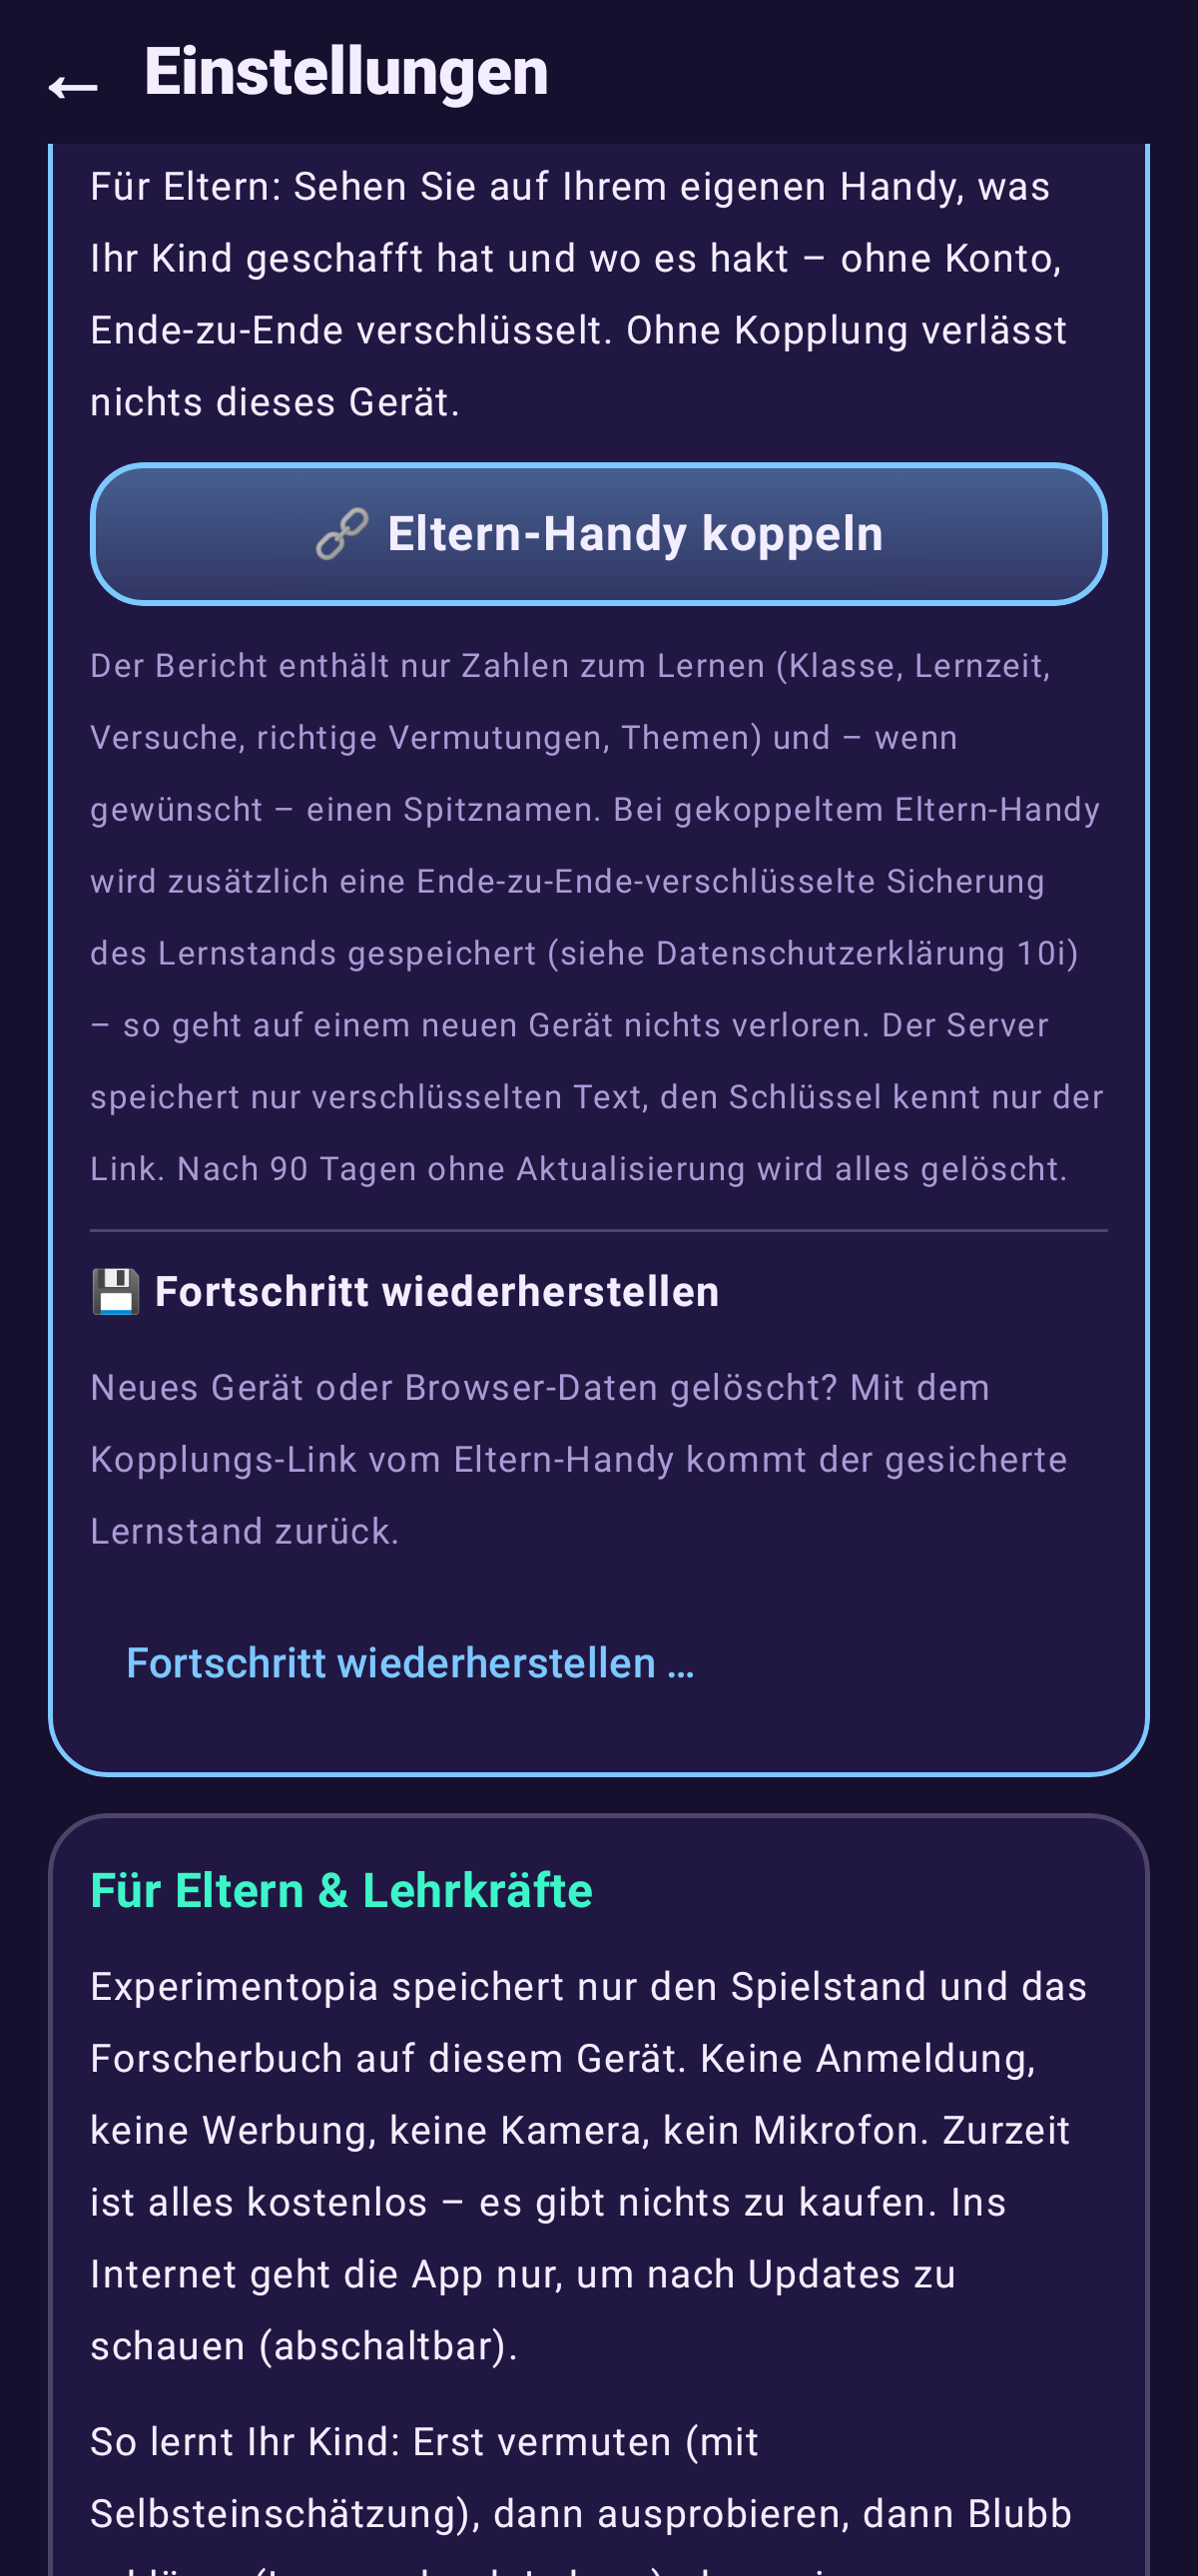 ← Einstellungen
Für Eltern: Sehen Sie auf Ihrem eigenen Handy, was
Ihr Kind geschafft hat und wo es hakt – ohne Konto,
Ende-zu-Ende verschlüsselt. Ohne Kopplung verlässt
nichts dieses Gerät.
🔗 Eltern-Handy koppeln
Der Bericht enthält nur Zahlen zum Lernen (Klasse, Lernzeit,
Versuche, richtige Vermutungen, Themen) und – wenn
gewünscht – einen Spitznamen. Bei gekoppeltem Eltern-Handy
wird zusätzlich eine Ende-zu-Ende-verschlüsselte Sicherung
des Lernstands gespeichert (siehe Datenschutzerklärung 10i)
– so geht auf einem neuen Gerät nichts verloren. Der Server
speichert nur verschlüsselten Text, den Schlüssel kennt nur der
Link. Nach 90 Tagen ohne Aktualisierung wird alles gelöscht.
💾 Fortschritt wiederherstellen
Neues Gerät oder Browser-Daten gelöscht? Mit dem
Kopplungs-Link vom Eltern-Handy kommt der gesicherte
Lernstand zurück.
Fortschritt wiederherstellen …
Für Eltern & Lehrkräfte
Experimentopia speichert nur den Spielstand und das
Forscherbuch auf diesem Gerät. Keine Anmeldung,
keine Werbung, keine Kamera, kein Mikrofon. Zurzeit
ist alles kostenlos – es gibt nichts zu kaufen. Ins
Internet geht die App nur, um nach Updates zu
schauen (abschaltbar).
So lernt Ihr Kind: Erst vermuten (mit
Selbsteinschätzung), dann ausprobieren, dann Blubb